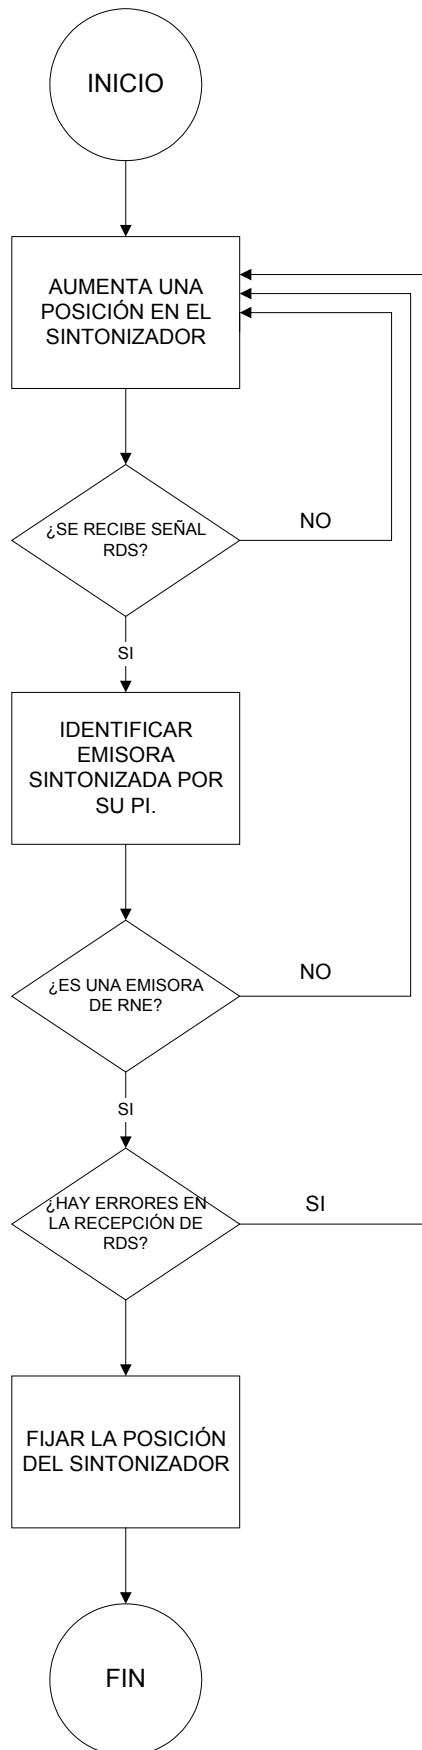 INICIO
AUMENTA UNA
POSICIÓN EN EL
SINTONIZADOR
¿SE RECIBE SEÑAL
RDS?
NO
SI
IDENTIFICAR
EMISORA
SINTONIZADA POR
SU PI.
¿ES UNA EMISORA
DE RNE?
NO
SI
¿HAY ERRORES EN
LA RECEPCIÓN DE
RDS?
SI
FIJAR LA POSICIÓN
DEL SINTONIZADOR
FIN